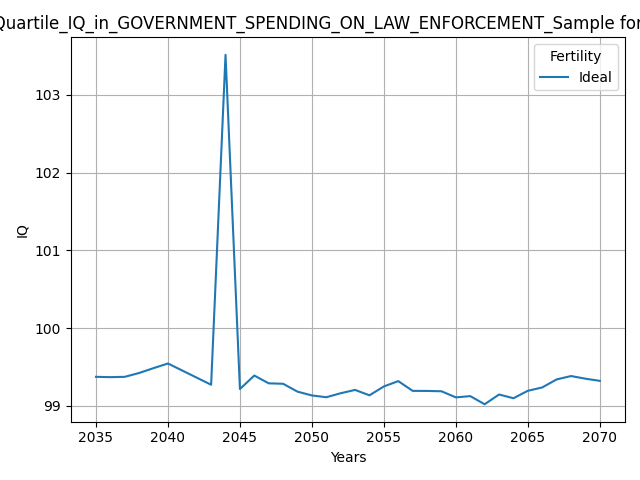 Quartile_IQ_in_GOVERNMENT_SPENDING_ON_LAW_ENFORCEMENT_Sample for
Fertility
Ideal
103
102
101
100
99
IQ
2035 2040 2045 2050 2055 2060 2065 2070
Years